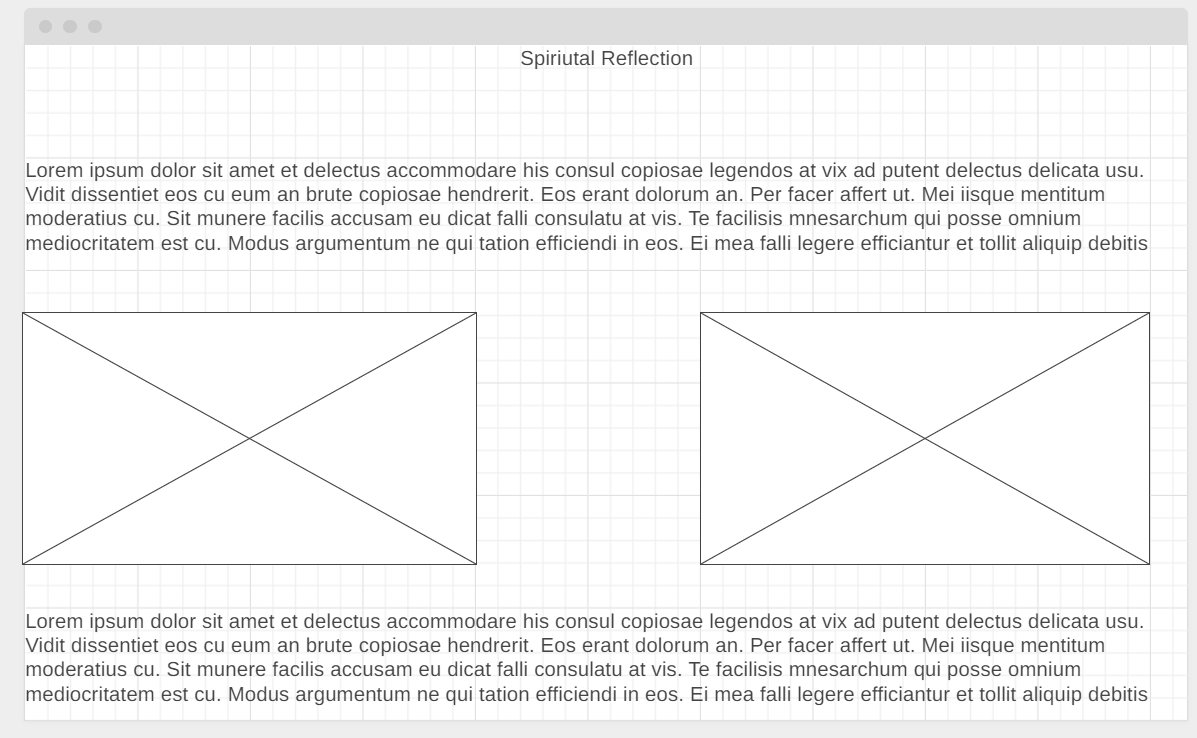 Spiriutal Reflection
Lorem ipsum dolor sit amet et delectus accommodare his consul copiosae legendos at vix ad putent delectus delicata usu.
Vidit dissentiet eos cu eum an brute copiosae hendrerit. Eos erant dolorum an. Per facer affert ut. Mei iisque mentitum
moderatius cu. Sit munere facilis accusam eu dicat falli consulatu at vis. Te facilisis mnesarchum qui posse omnium
mediocritatem est cu. Modus argumentum ne qui tation efficiendi in eos. Ei mea falli legere efficiantur et tollit aliquip debitis
Lorem ipsum dolor sit amet et delectus accommodare his consul copiosae legendos at vix ad putent delectus delicata usu.
Vidit dissentiet eos cu eum an brute copiosae hendrerit. Eos erant dolorum an. Per facer affert ut. Mei iisque mentitum
moderatius cu. Sit munere facilis accusam eu dicat falli consulatu at vis. Te facilisis mnesarchum qui posse omnium
mediocritatem est cu. Modus argumentum ne qui tation efficiendi in eos. Ei mea falli legere efficiantur et tollit aliquip debitis